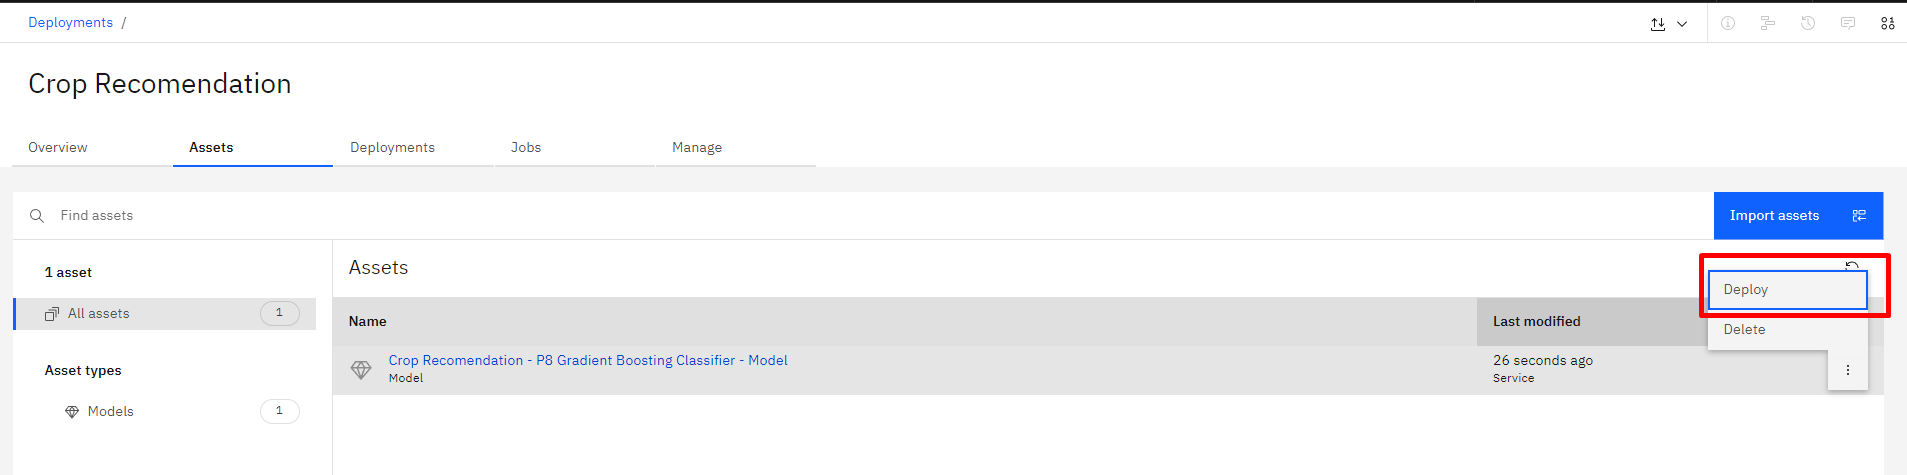 Deployments /
Crop Recomendation
Overview Assets Deployments Jobs Manage
Find assets
Import assets
1 asset
All assets 1
Asset types
Models 1
Assets
Name Last modified
Crop Recomendation - P8 Gradient Boosting Classifier - Model
Model
26 seconds ago
Service
Deploy
Delete